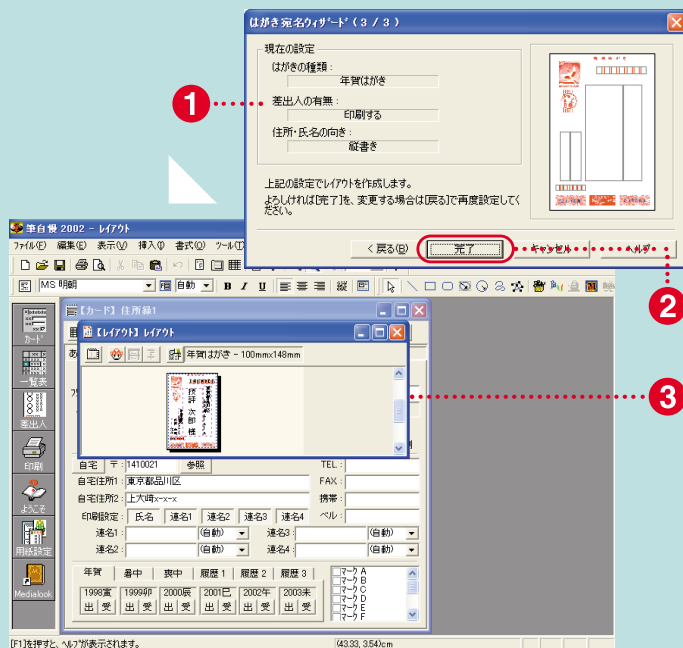 はがき宛名ウィザード(3/3)
現在の設定
はがきの種類:
年賀はがき
差出人の有無:
印刷する
住所・氏名の向き:
縦書き
上記の設定でレイアウトを作成します。
よろしければ[完了]を、変更する場合は[戻る]で再度設定してください。
<戻る(B)
完了
キャンセル
ヘルプ
1
2
3
筆自慢 2002 - レイアウト
ファイル(F) 編集(E) 表示(V) 挿入(I) 書式(O) ツール(T)
MS 明朝
自動
B I U
カード
一覧表
差出人
印刷
ようこそ
用紙設定
Medialook
【カード】住所録1
【レイアウト】レイアウト
年賀はがき - 100mmx148mm
自宅 〒:1410021 参照 TEL:
自宅住所1:東京都品川区 FAX:
自宅住所2:上大崎x-x-x 携帯:
印刷設定: 氏名 連名1 連名2 連名3 連名4 ベル:
連名1: (自動) 連名3: (自動)
連名2: (自動) 連名4: (自動)
年賀 暑中 喪中 履歴1 履歴2 履歴3
1998寅 1999卯 2000辰 2001巳 2002午 2003未
出 受 出 受 出 受 出 受 出 受 出 受
マーク A
マーク B
マーク C
マーク D
マーク E
マーク F
[F1]を押すと、ヘルプが表示されます。
(43.33, 3.54)cm